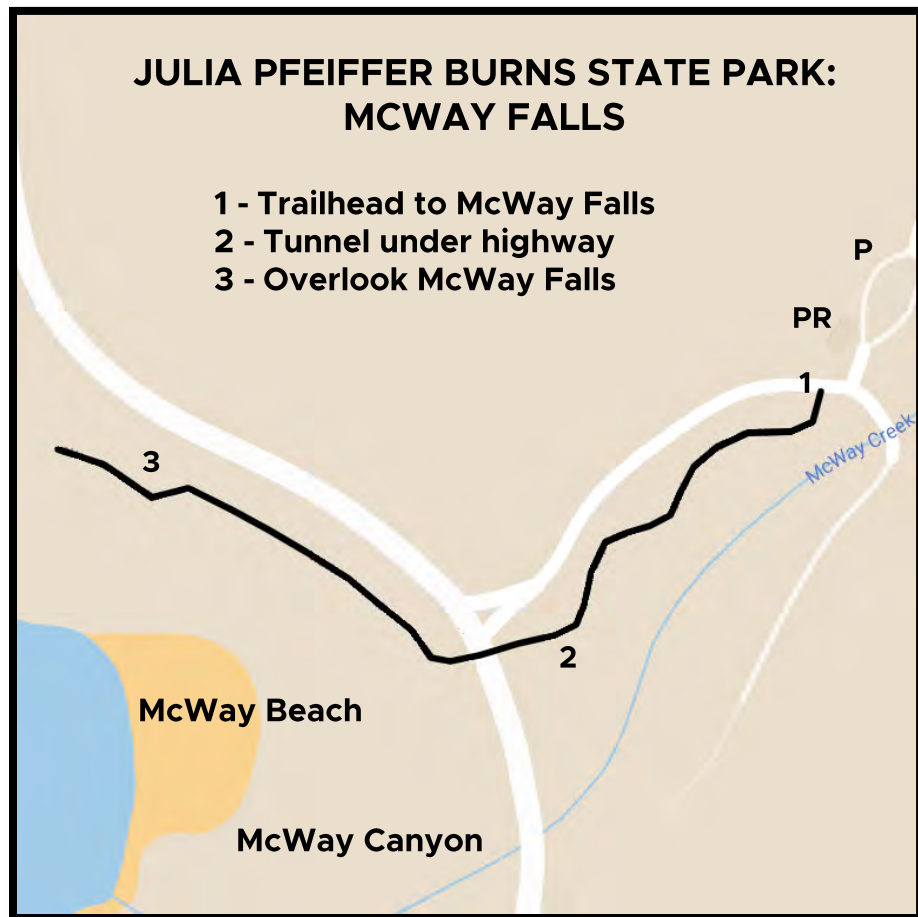 JULIA PFEIFFER BURNS STATE PARK:
MCWAY FALLS
1 - Trailhead to McWay Falls
2 - Tunnel under highway
3 - Overlook McWay Falls
P
PR
1
McWay Creek
3
2
McWay Beach
McWay Canyon